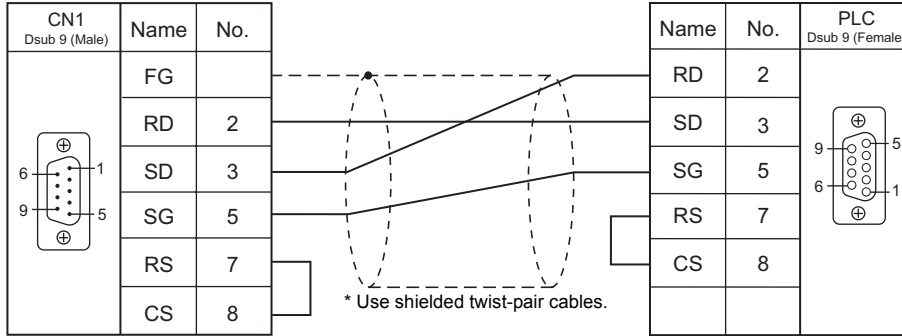 CN1
Dsub 9 (Male)
Name No.
FG
RD 2
SD 3
SG 5
RS 7
CS 8
6 1
9 5
* Use shielded twist-pair cables.
Name No.
PLC
Dsub 9 (Female
RD 2
SD 3
SG 5
RS 7
CS 8
9 5
6 1